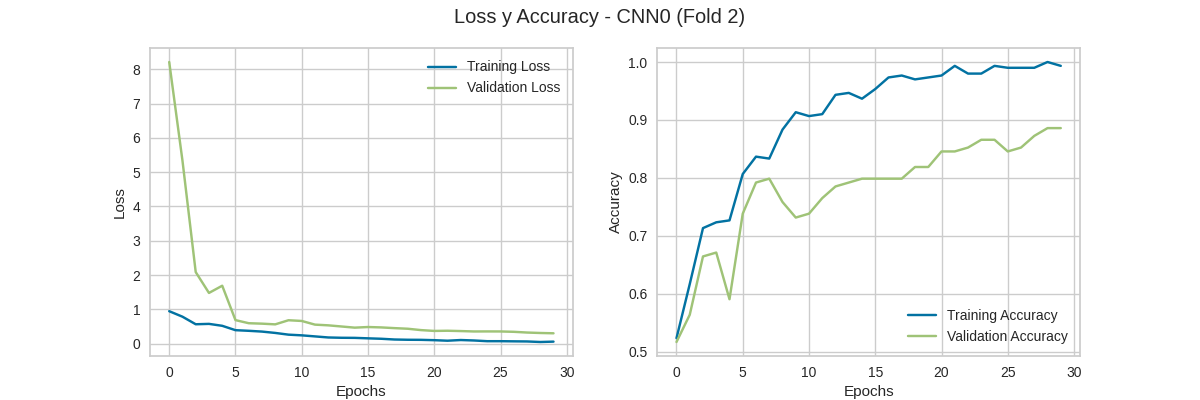 Loss y Accuracy - CNN0 (Fold 2)
8
7
6
5
4
3
2
1
0
Loss
0 5 10 15 20 25 30
Epochs
Training Loss
Validation Loss
1.0
0.9
0.8
0.7
0.6
0.5
Accuracy
0 5 10 15 20 25 30
Epochs
Training Accuracy
Validation Accuracy